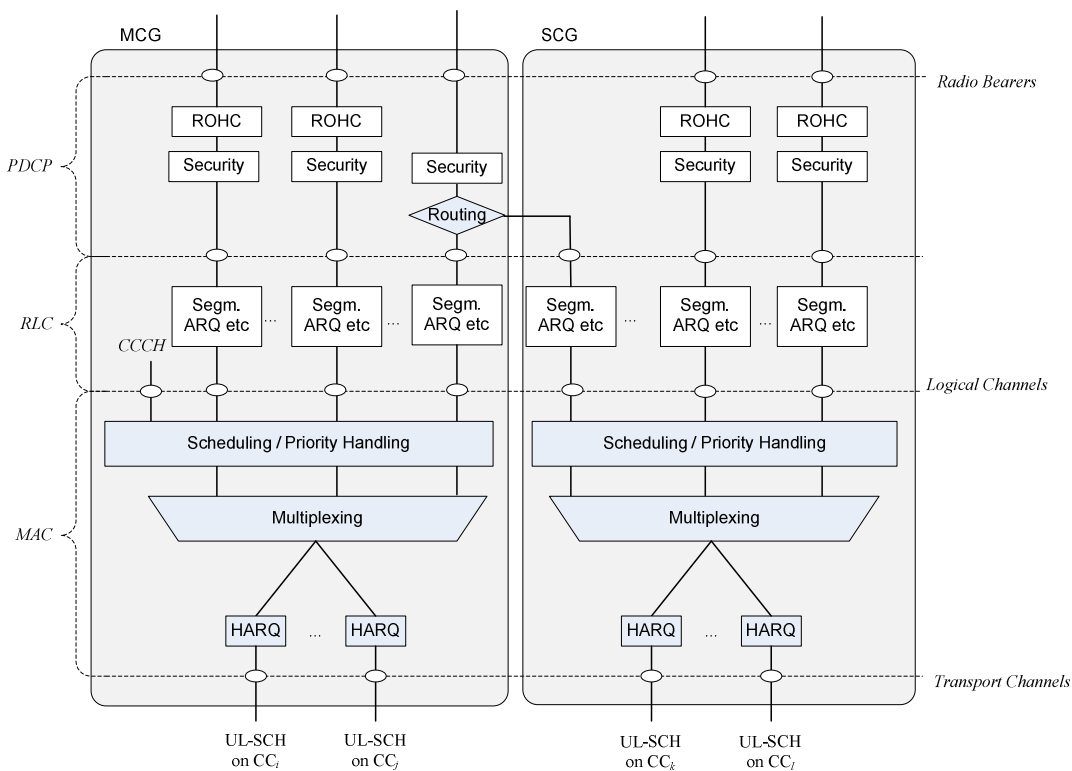 MCG
SCG
Radio Bearers
ROHC
ROHC
ROHC
ROHC
PDCP
Security
Security
Security
Security
Security
Routing
Segm.
ARQ etc
...
Segm.
ARQ etc
...
Segm.
ARQ etc
Segm.
ARQ etc
...
Segm.
ARQ etc
...
Segm.
ARQ etc
RLC
CCCH
Logical Channels
Scheduling / Priority Handling
Scheduling / Priority Handling
Multiplexing
Multiplexing
MAC
HARQ
...
HARQ
HARQ
...
HARQ
Transport Channels
UL-SCH
on CCi
UL-SCH
on CCj
UL-SCH
on CCk
UL-SCH
on CCl